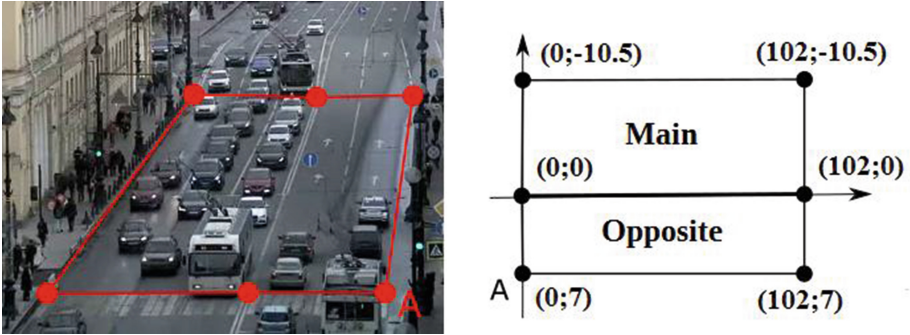 A
(0;-10.5)
(102;-10.5)
Main
(0;0)
(102;0)
Opposite
A
(0;7)
(102;7)